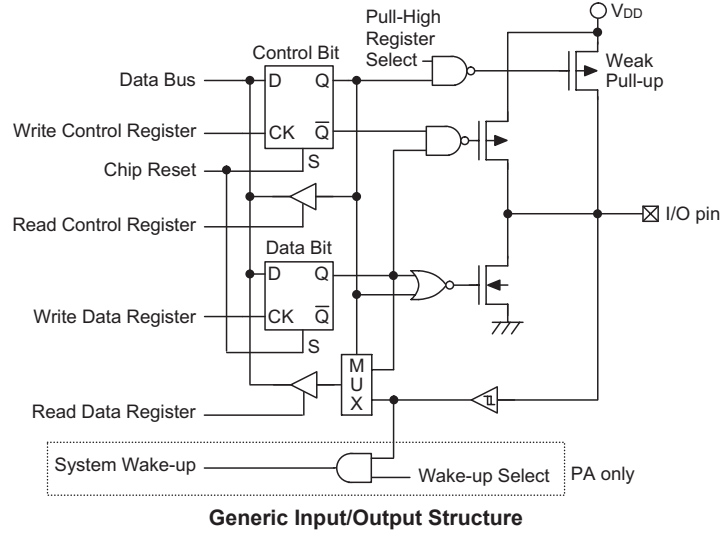 VDD
Pull-High
Register
Select
Control Bit
Weak
Pull-up
Data Bus
D
Q
Write Control Register
CK
Q
S
Chip Reset
I/O pin
Read Control Register
Data Bit
D
Q
Write Data Register
CK
Q
S
M
U
X
Read Data Register
System Wake-up
Wake-up Select
PA only
Generic Input/Output Structure